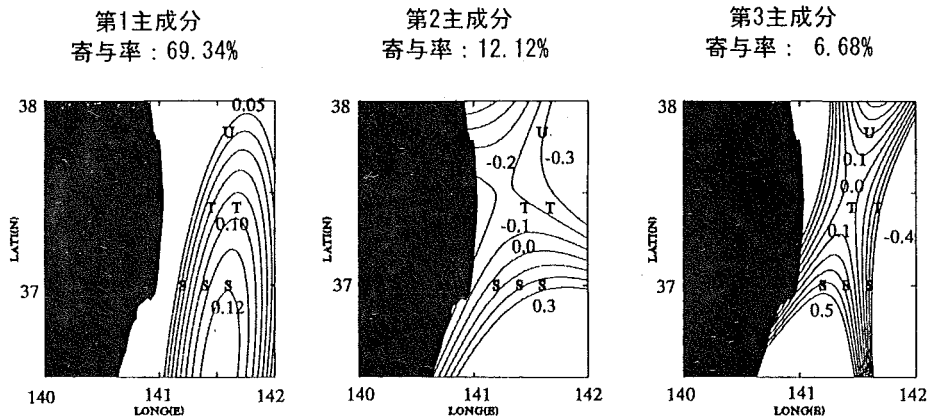 第1主成分
寄与率：69.34%
38
37
LATI(N)
140
141
142
LONG(E)
0.05
U
T T
0.10
S S S
0.12
第2主成分
寄与率：12.12%
38
37
LATI(N)
140
141
142
LONG(E)
U
-0.2
-0.3
T T
-0.1
0.0
S S S
0.3
第3主成分
寄与率： 6.68%
38
37
LATI(N)
140
141
142
LONG(E)
U
0.1
0.0
T T
0.1
-0.4
S S S
0.5